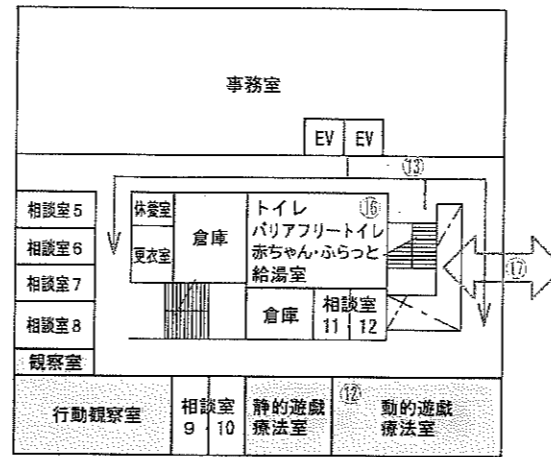 事務室
EV EV
⑬
相談室5
相談室6
相談室7
相談室8
観察室
休養室
更衣室
倉庫
トイレ ⑯
バリアフリートイレ
赤ちゃん・ふらっと
給湯室
倉庫
相談室
11 12
⑰
行動観察室
相談室
9 10
静的遊戯
療法室
⑫
動的遊戯
療法室